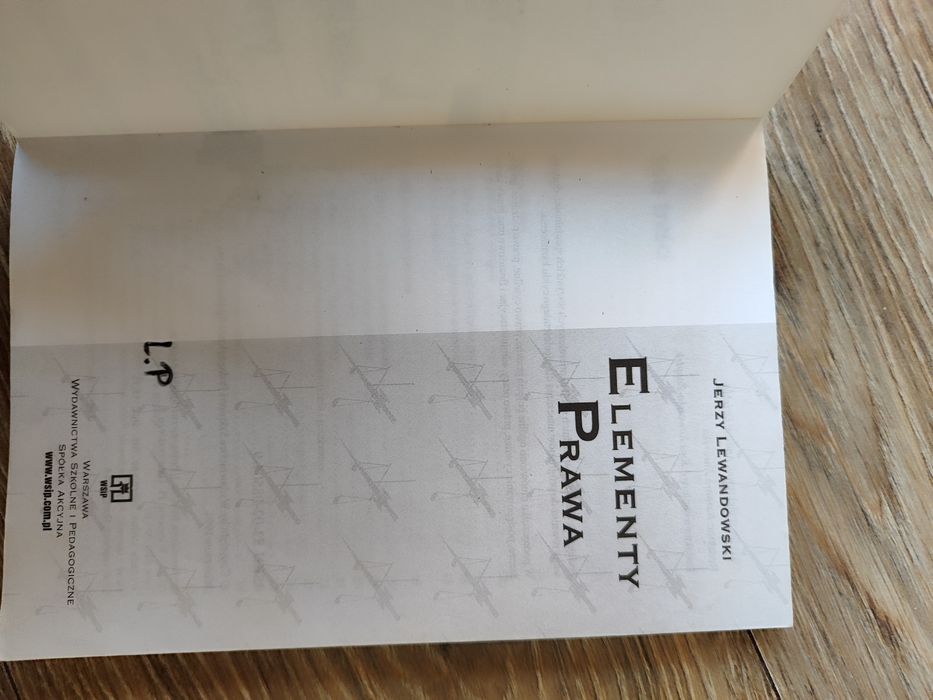 JERZY LEWANDOWSKI
ELEMENTY
PRAWA
L.P
WSiP
WARSZAWA
WYDAWNICTWA SZKOLNE I PEDAGOGICZNE
SPÓŁKA AKCYJNA
www.wsip.com.pl